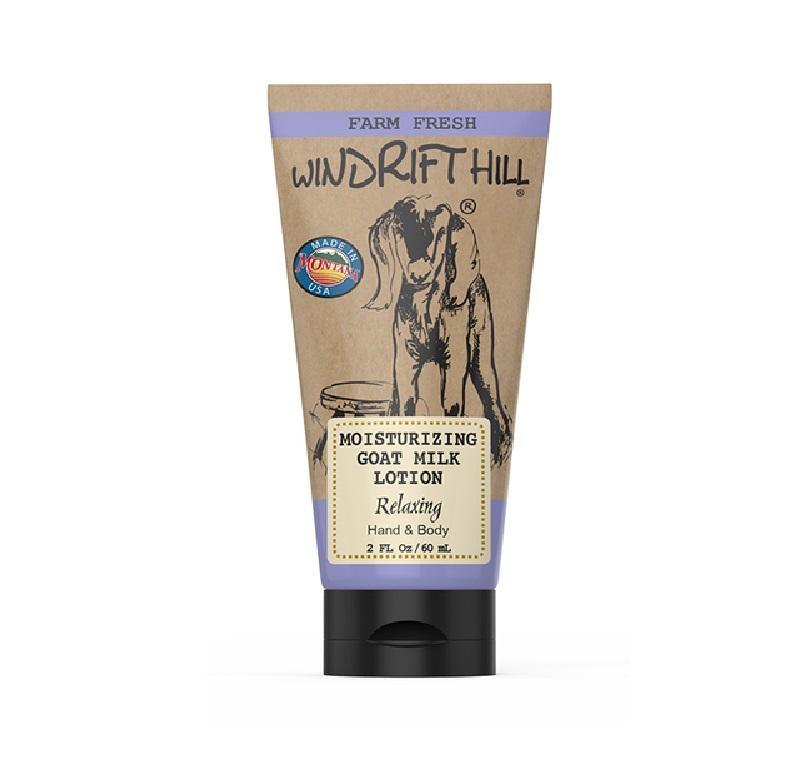 FARM FRESH
WINDRIFT HILL
®
®
MADE IN
MONTANA
USA
MOISTURIZING
GOAT MILK
LOTION
Relaxing
Hand & Body
2 FL Oz/60 mL